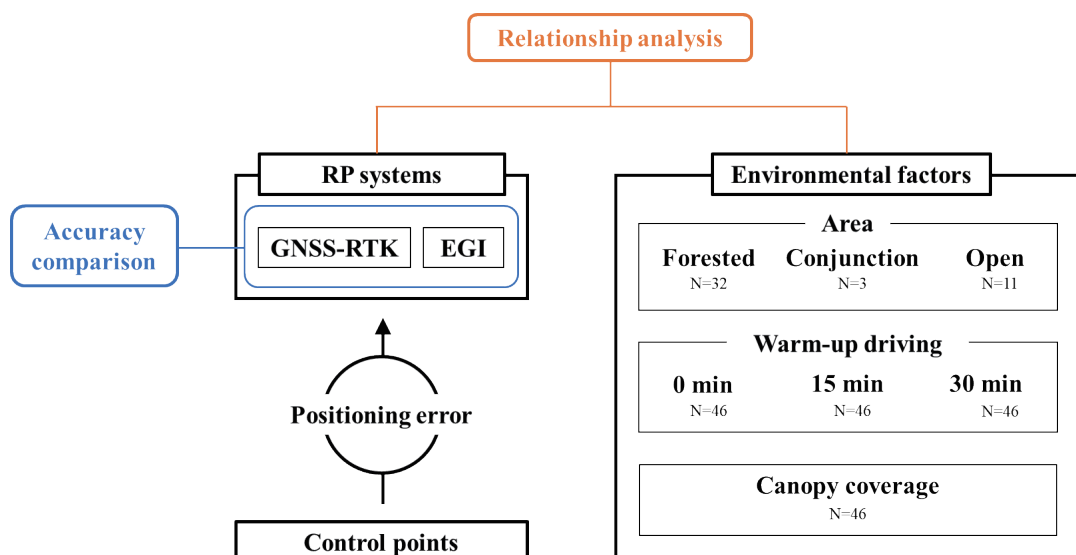 Relationship analysis
RP systems
Accuracy
comparison
GNSS-RTK
EGI
Positioning error
Control points
Environmental factors
Area
Forested
Conjunction
Open
N=32
N=3
N=11
Warm-up driving
0 min
15 min
30 min
N=46
N=46
N=46
Canopy coverage
N=46